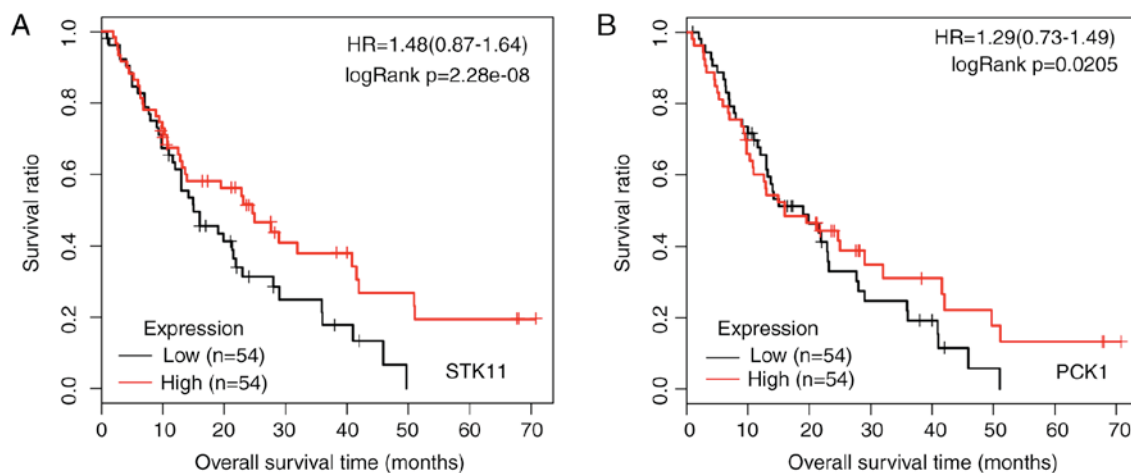 A
HR=1.48(0.87-1.64)
logRank p=2.28e-08
Survival ratio
1.0
0.8
0.6
0.4
0.2
0.0
Expression
Low (n=54)
High (n=54)
STK11
0 10 20 30 40 50 60 70
Overall survival time (months)
B
HR=1.29(0.73-1.49)
logRank p=0.0205
Survival ratio
1.0
0.8
0.6
0.4
0.2
0.0
Expression
Low (n=54)
High (n=54)
PCK1
0 10 20 30 40 50 60 70
Overall survival time (months)